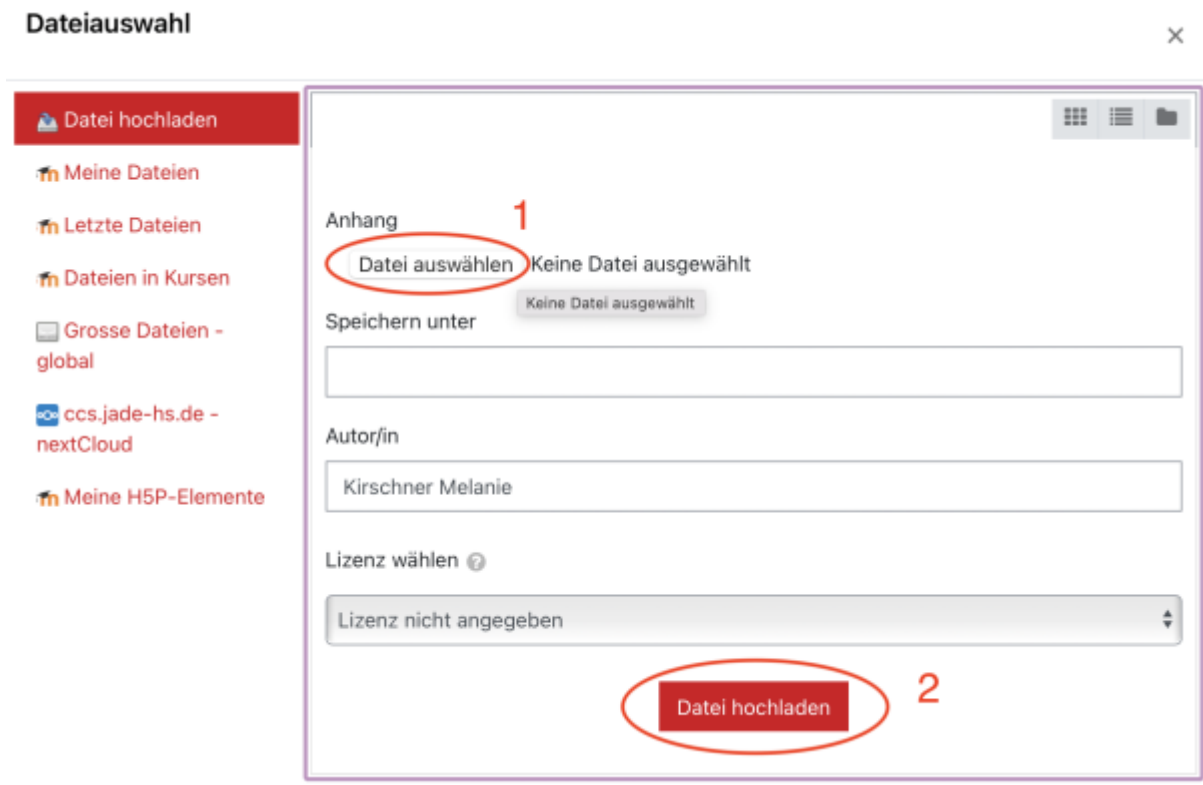 Dateiauswahl
×
Datei hochladen
Meine Dateien
Letzte Dateien
Dateien in Kursen
Grosse Dateien -
global
ccs.jade-hs.de -
nextCloud
Meine H5P-Elemente
Anhang
1
Datei auswählen Keine Datei ausgewählt
Keine Datei ausgewählt
Speichern unter
Autor/in
Kirschner Melanie
Lizenz wählen ?
Lizenz nicht angegeben
Datei hochladen
2